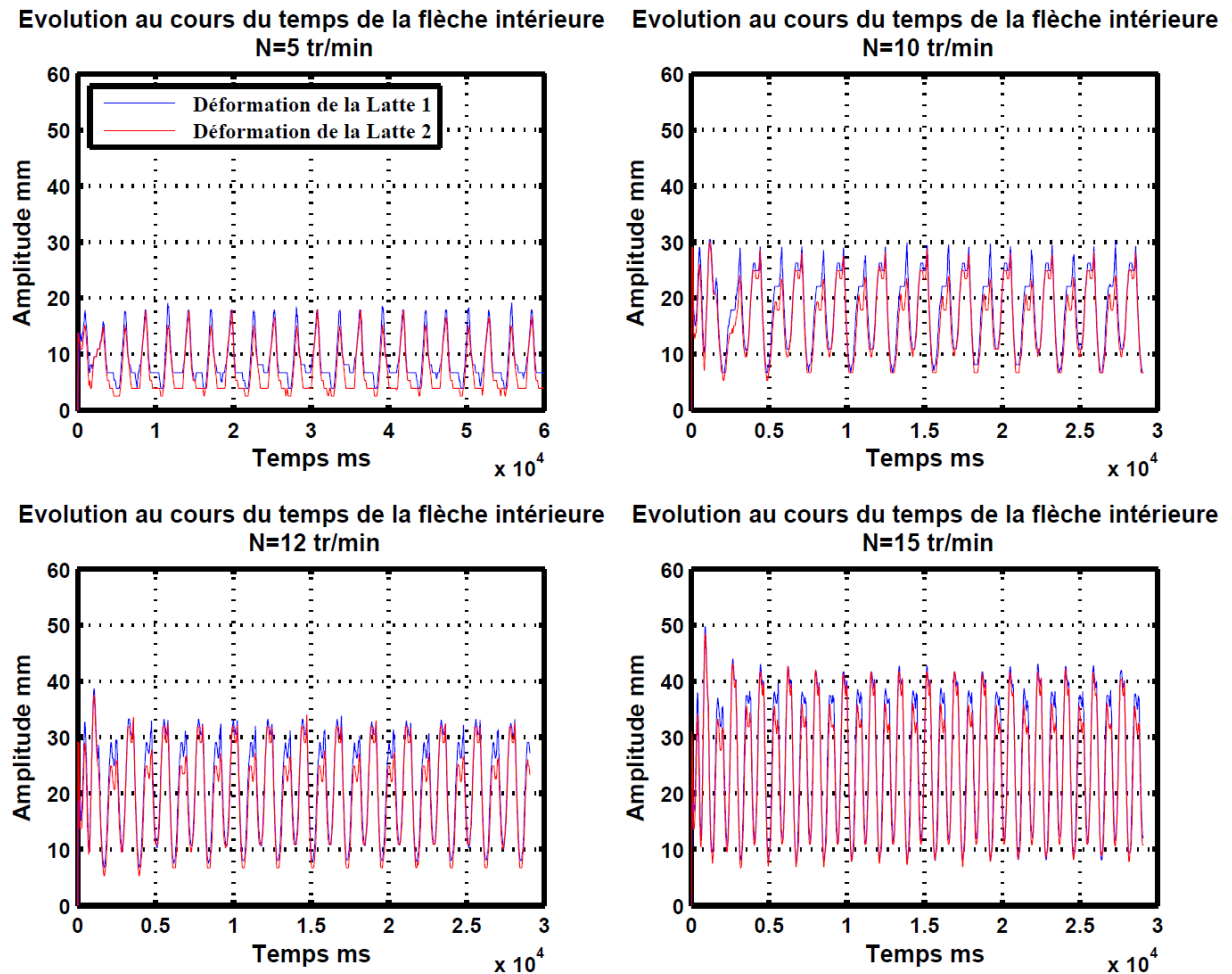 Evolution au cours du temps de la flèche intérieure
N=5 tr/min
60
50
40
30
20
10
0
Amplitude mm
Déformation de la Latte 1
Déformation de la Latte 2
0 1 2 3 4 5 6
Temps ms
x 10^4
Evolution au cours du temps de la flèche intérieure
N=10 tr/min
60
50
40
30
20
10
0
Amplitude mm
0 0.5 1 1.5 2 2.5 3
Temps ms
x 10^4
Evolution au cours du temps de la flèche intérieure
N=12 tr/min
60
50
40
30
20
10
0
Amplitude mm
0 0.5 1 1.5 2 2.5 3
Temps ms
x 10^4
Evolution au cours du temps de la flèche intérieure
N=15 tr/min
60
50
40
30
20
10
0
Amplitude mm
0 0.5 1 1.5 2 2.5 3
Temps ms
x 10^4